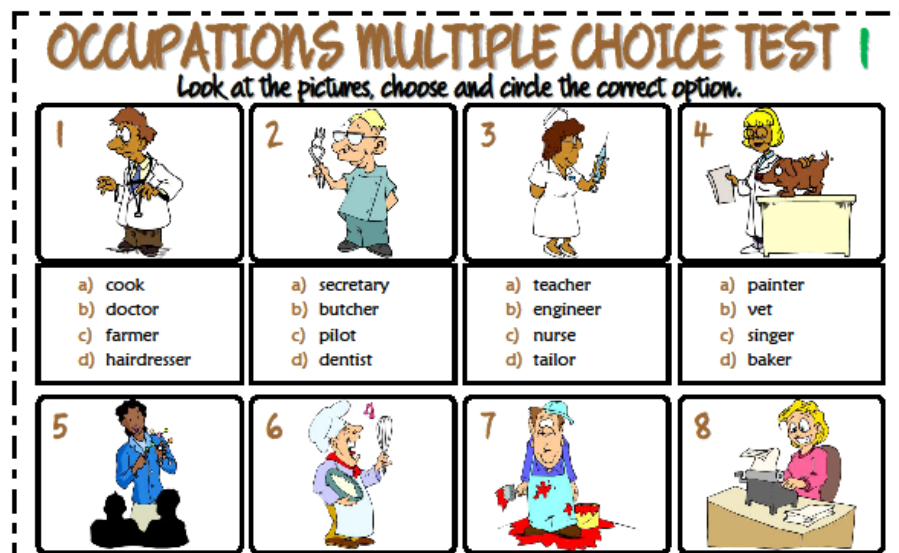 OCCUPATIONS MULTIPLE CHOICE TEST 1
Look at the pictures, choose and circle the correct option.
1
2
3
4
a) cook
b) doctor
c) farmer
d) hairdresser
a) secretary
b) butcher
c) pilot
d) dentist
a) teacher
b) engineer
c) nurse
d) tailor
a) painter
b) vet
c) singer
d) baker
5
6
7
8